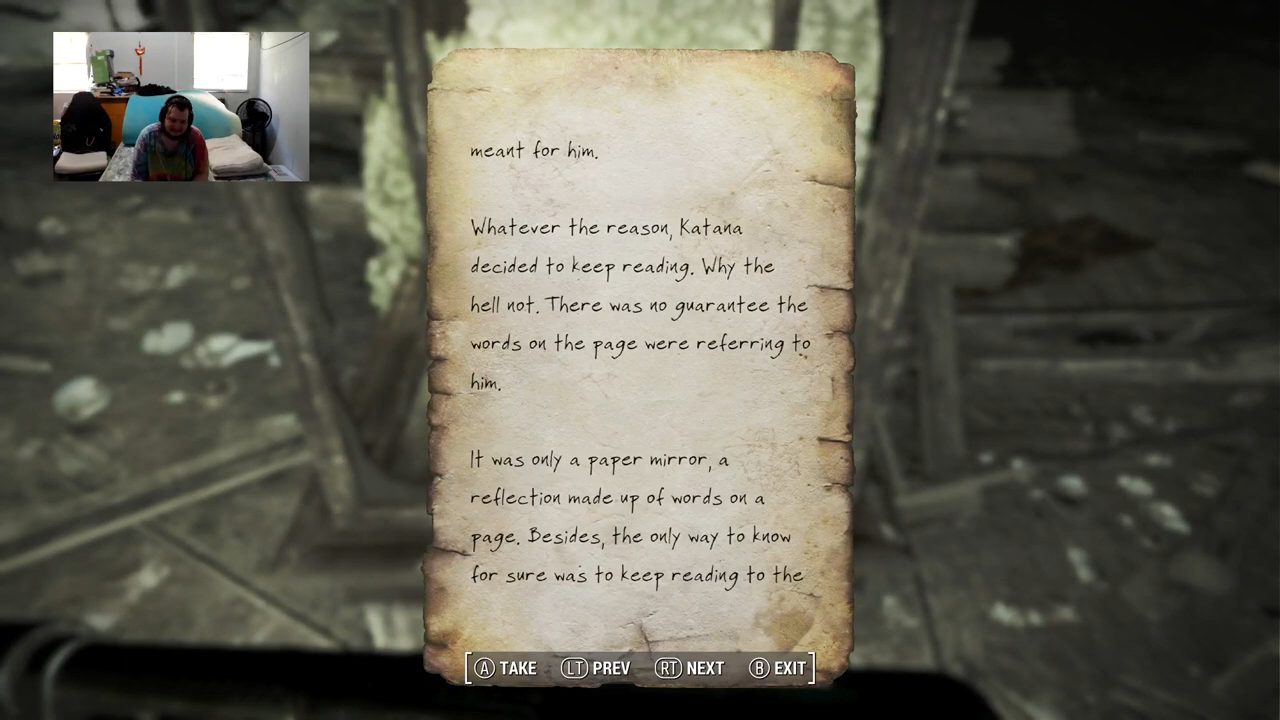 meant for him.
Whatever the reason, Katana
decided to keep reading. Why the
hell not. There was no guarantee the
words on the page were referring to
him.
It was only a paper mirror, a
reflection made up of words on a
page. Besides, the only way to know
for sure was to keep reading to the
A TAKE LT PREV RT NEXT B EXIT